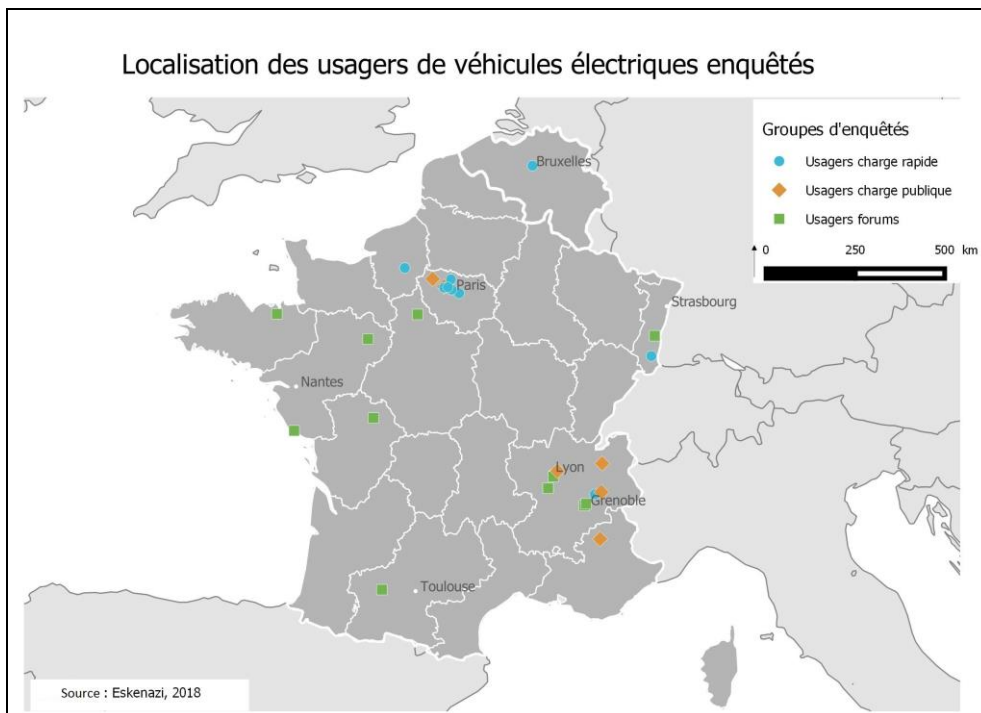 Localisation des usagers de véhicules électriques enquêtés
Groupes d'enquêtés
Usagers charge rapide
Usagers charge publique
Usagers forums
0 250 500 km
Bruxelles
Paris
Strasbourg
Nantes
Lyon
Grenoble
Toulouse
Source : Eskenazi, 2018